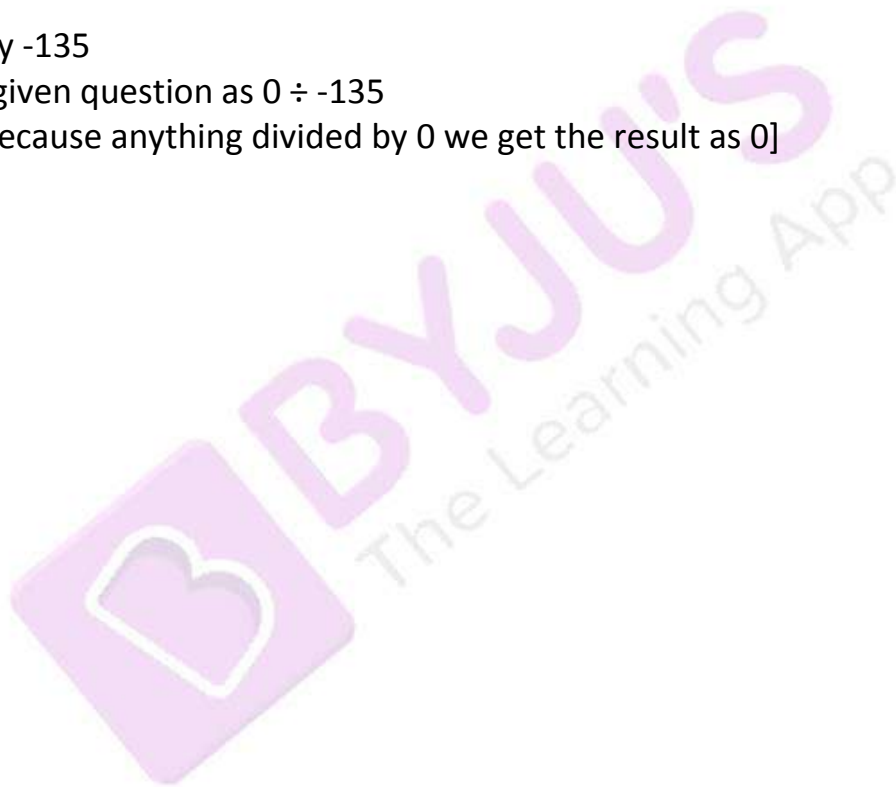 y -135
given question as 0 ÷ -135
ecause anything divided by 0 we get the result as 0]
BYJU'S
The Learning App